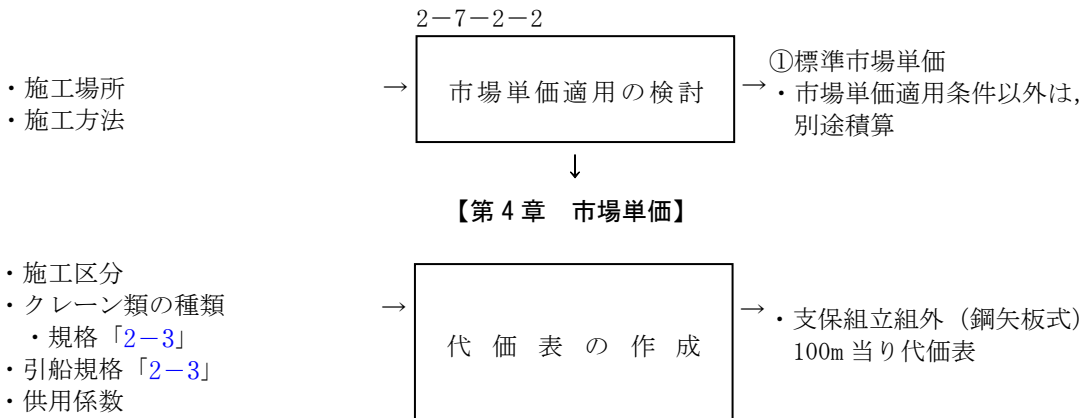 2-7-2-2
・施工場所
・施工方法
→
市場単価適用の検討
→
①標準市場単価
・市場単価適用条件以外は,
別途積算
↓
【第4章 市場単価】
・施工区分
・クレーン類の種類
・規格「2-3」
・引船規格「2-3」
・供用係数
→
代価表の作成
→
・支保組立組外（鋼矢板式）
100m当り代価表